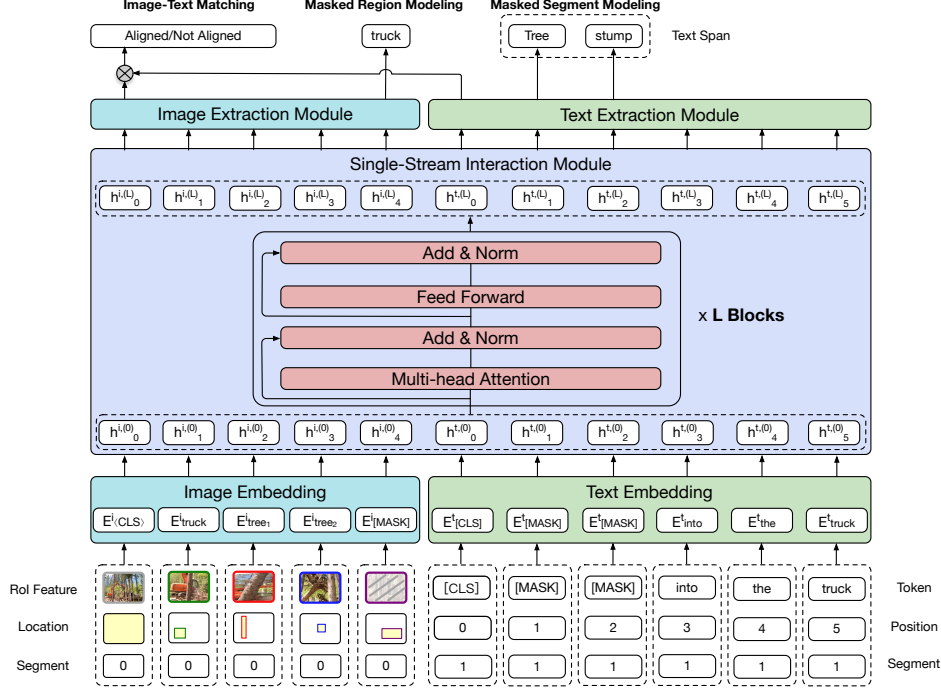 Image-Text Matching Masked Region Modeling Masked Segment Modeling
Aligned/Not Aligned truck Tree stump Text Span
Image Extraction Module Text Extraction Module
Single-Stream Interaction Module
h^{i,(L)}_0 h^{i,(L)}_1 h^{i,(L)}_2 h^{i,(L)}_3 h^{i,(L)}_4 h^{t,(L)}_0 h^{t,(L)}_1 h^{t,(L)}_2 h^{t,(L)}_3 h^{t,(L)}_4 h^{t,(L)}_5
Add & Norm
Feed Forward
x L Blocks
Add & Norm
Multi-head Attention
h^{i,(0)}_0 h^{i,(0)}_1 h^{i,(0)}_2 h^{i,(0)}_3 h^{i,(0)}_4 h^{t,(0)}_0 h^{t,(0)}_1 h^{t,(0)}_2 h^{t,(0)}_3 h^{t,(0)}_4 h^{t,(0)}_5
Image Embedding Text Embedding
E^i_{⟨CLS⟩} E^i_{truck} E^i_{tree_1} E^i_{tree_2} E^i_{[MASK]} E^t_{[CLS]} E^t_{[MASK]} E^t_{[MASK]} E^t_{into} E^t_{the} E^t_{truck}
RoI Feature [CLS] [MASK] [MASK] into the truck Token
Location 0 1 2 3 4 5 Position
Segment 0 0 0 0 0 1 1 1 1 1 1 Segment